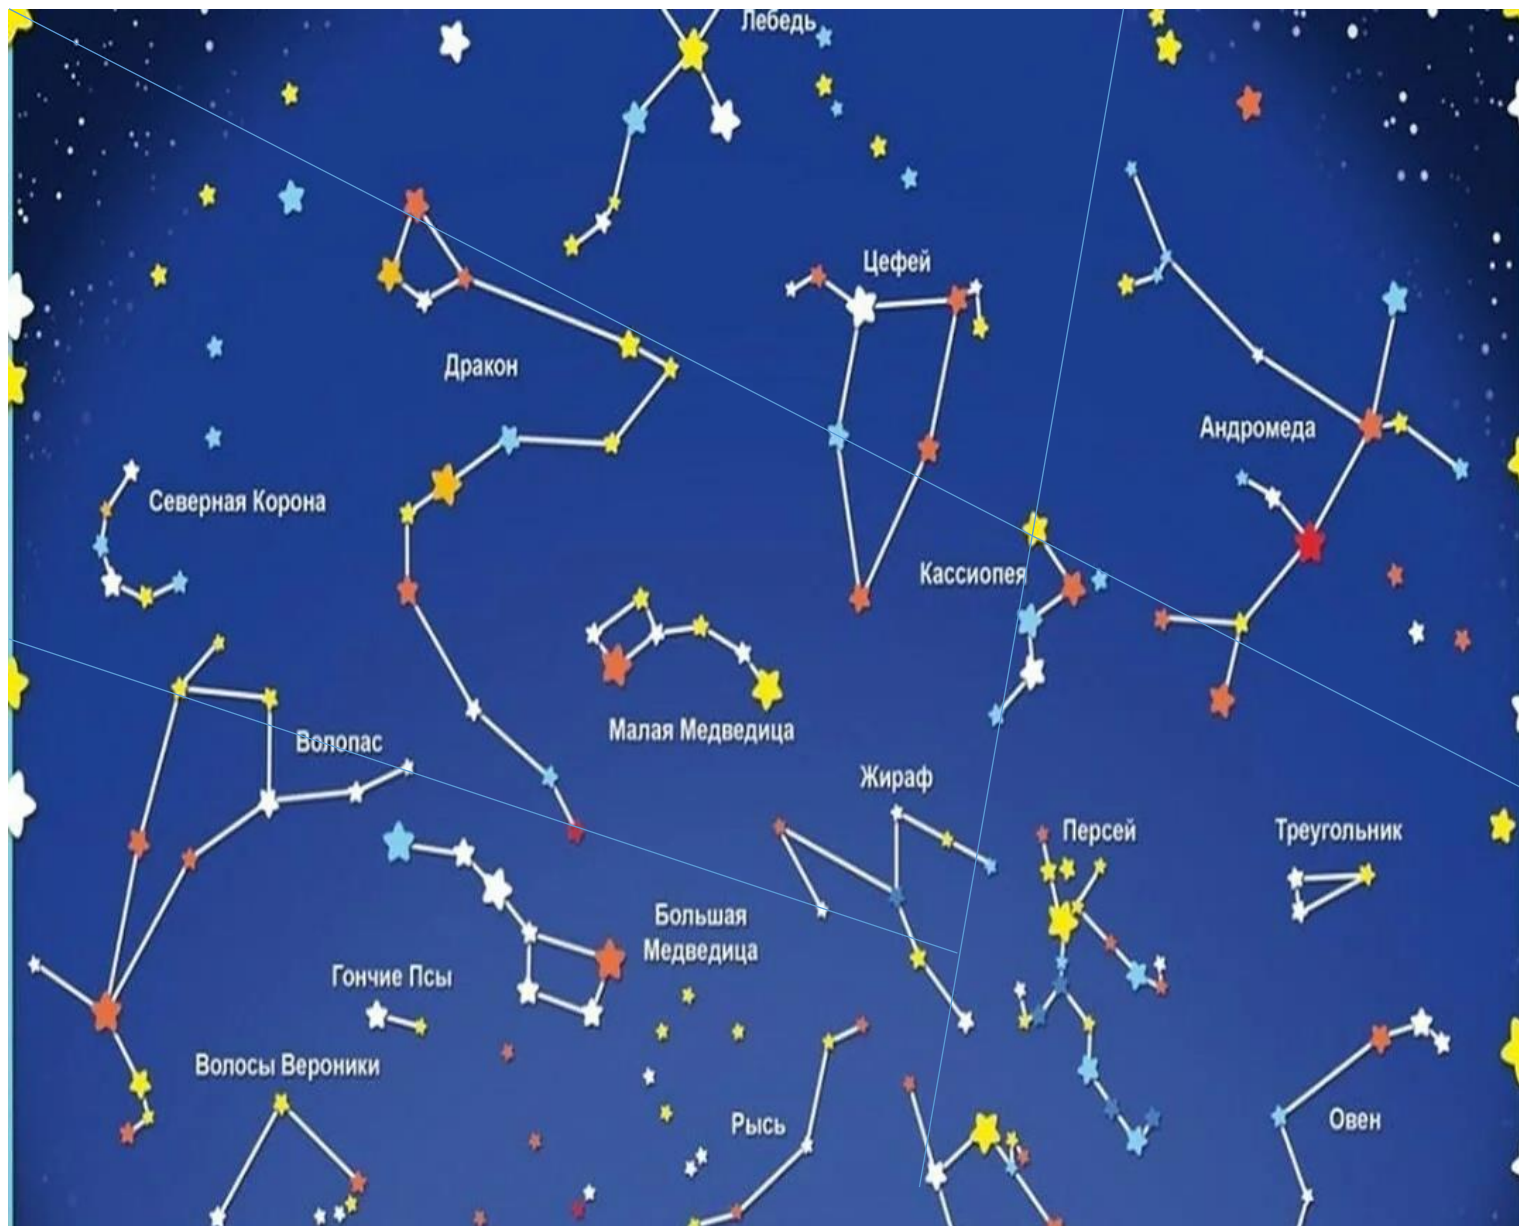 Лебедь
Цефей
Дракон
Андромеда
Северная Корона
Кассиопея
Малая Медведица
Волопас
Жираф
Персей
Треугольник
Большая
Медведица
Гончие Псы
Волосы Вероники
Рысь
Овен